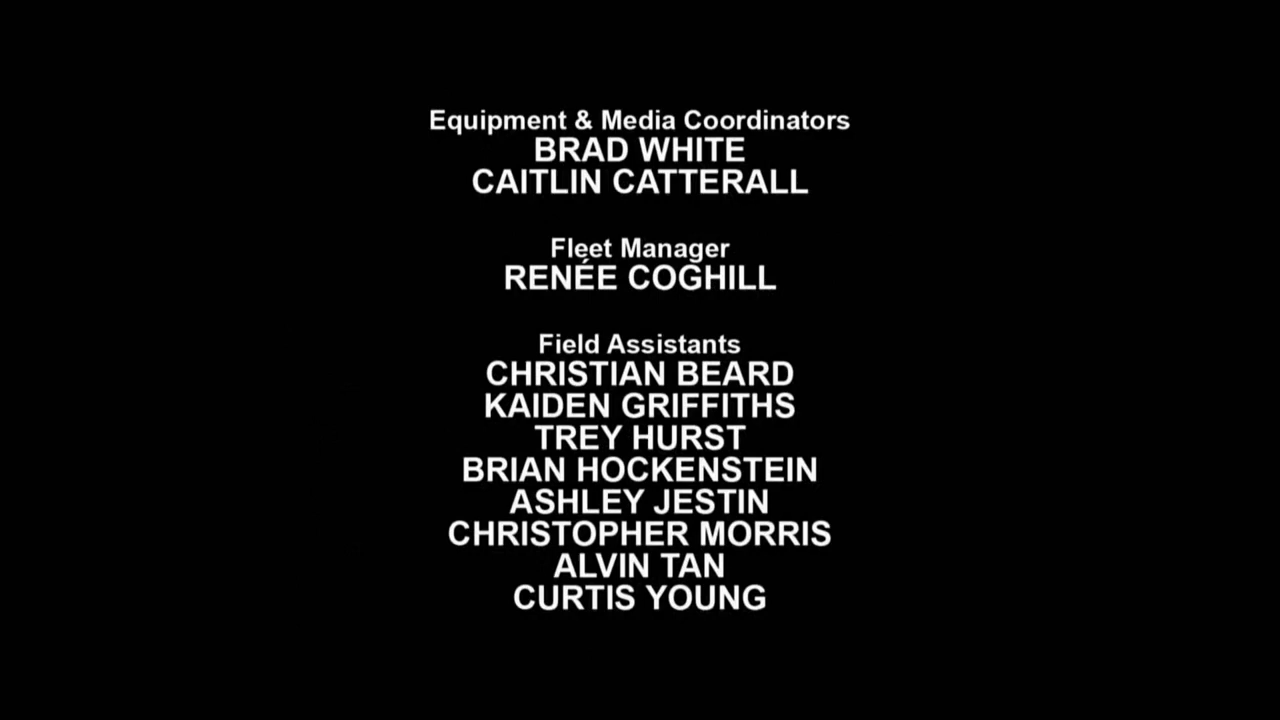 Equipment & Media Coordinators
BRAD WHITE
CAITLIN CATTERALL
Fleet Manager
RENÉE COGHILL
Field Assistants
CHRISTIAN BEARD
KAIDEN GRIFFITHS
TREY HURST
BRIAN HOCKENSTEIN
ASHLEY JESTIN
CHRISTOPHER MORRIS
ALVIN TAN
CURTIS YOUNG